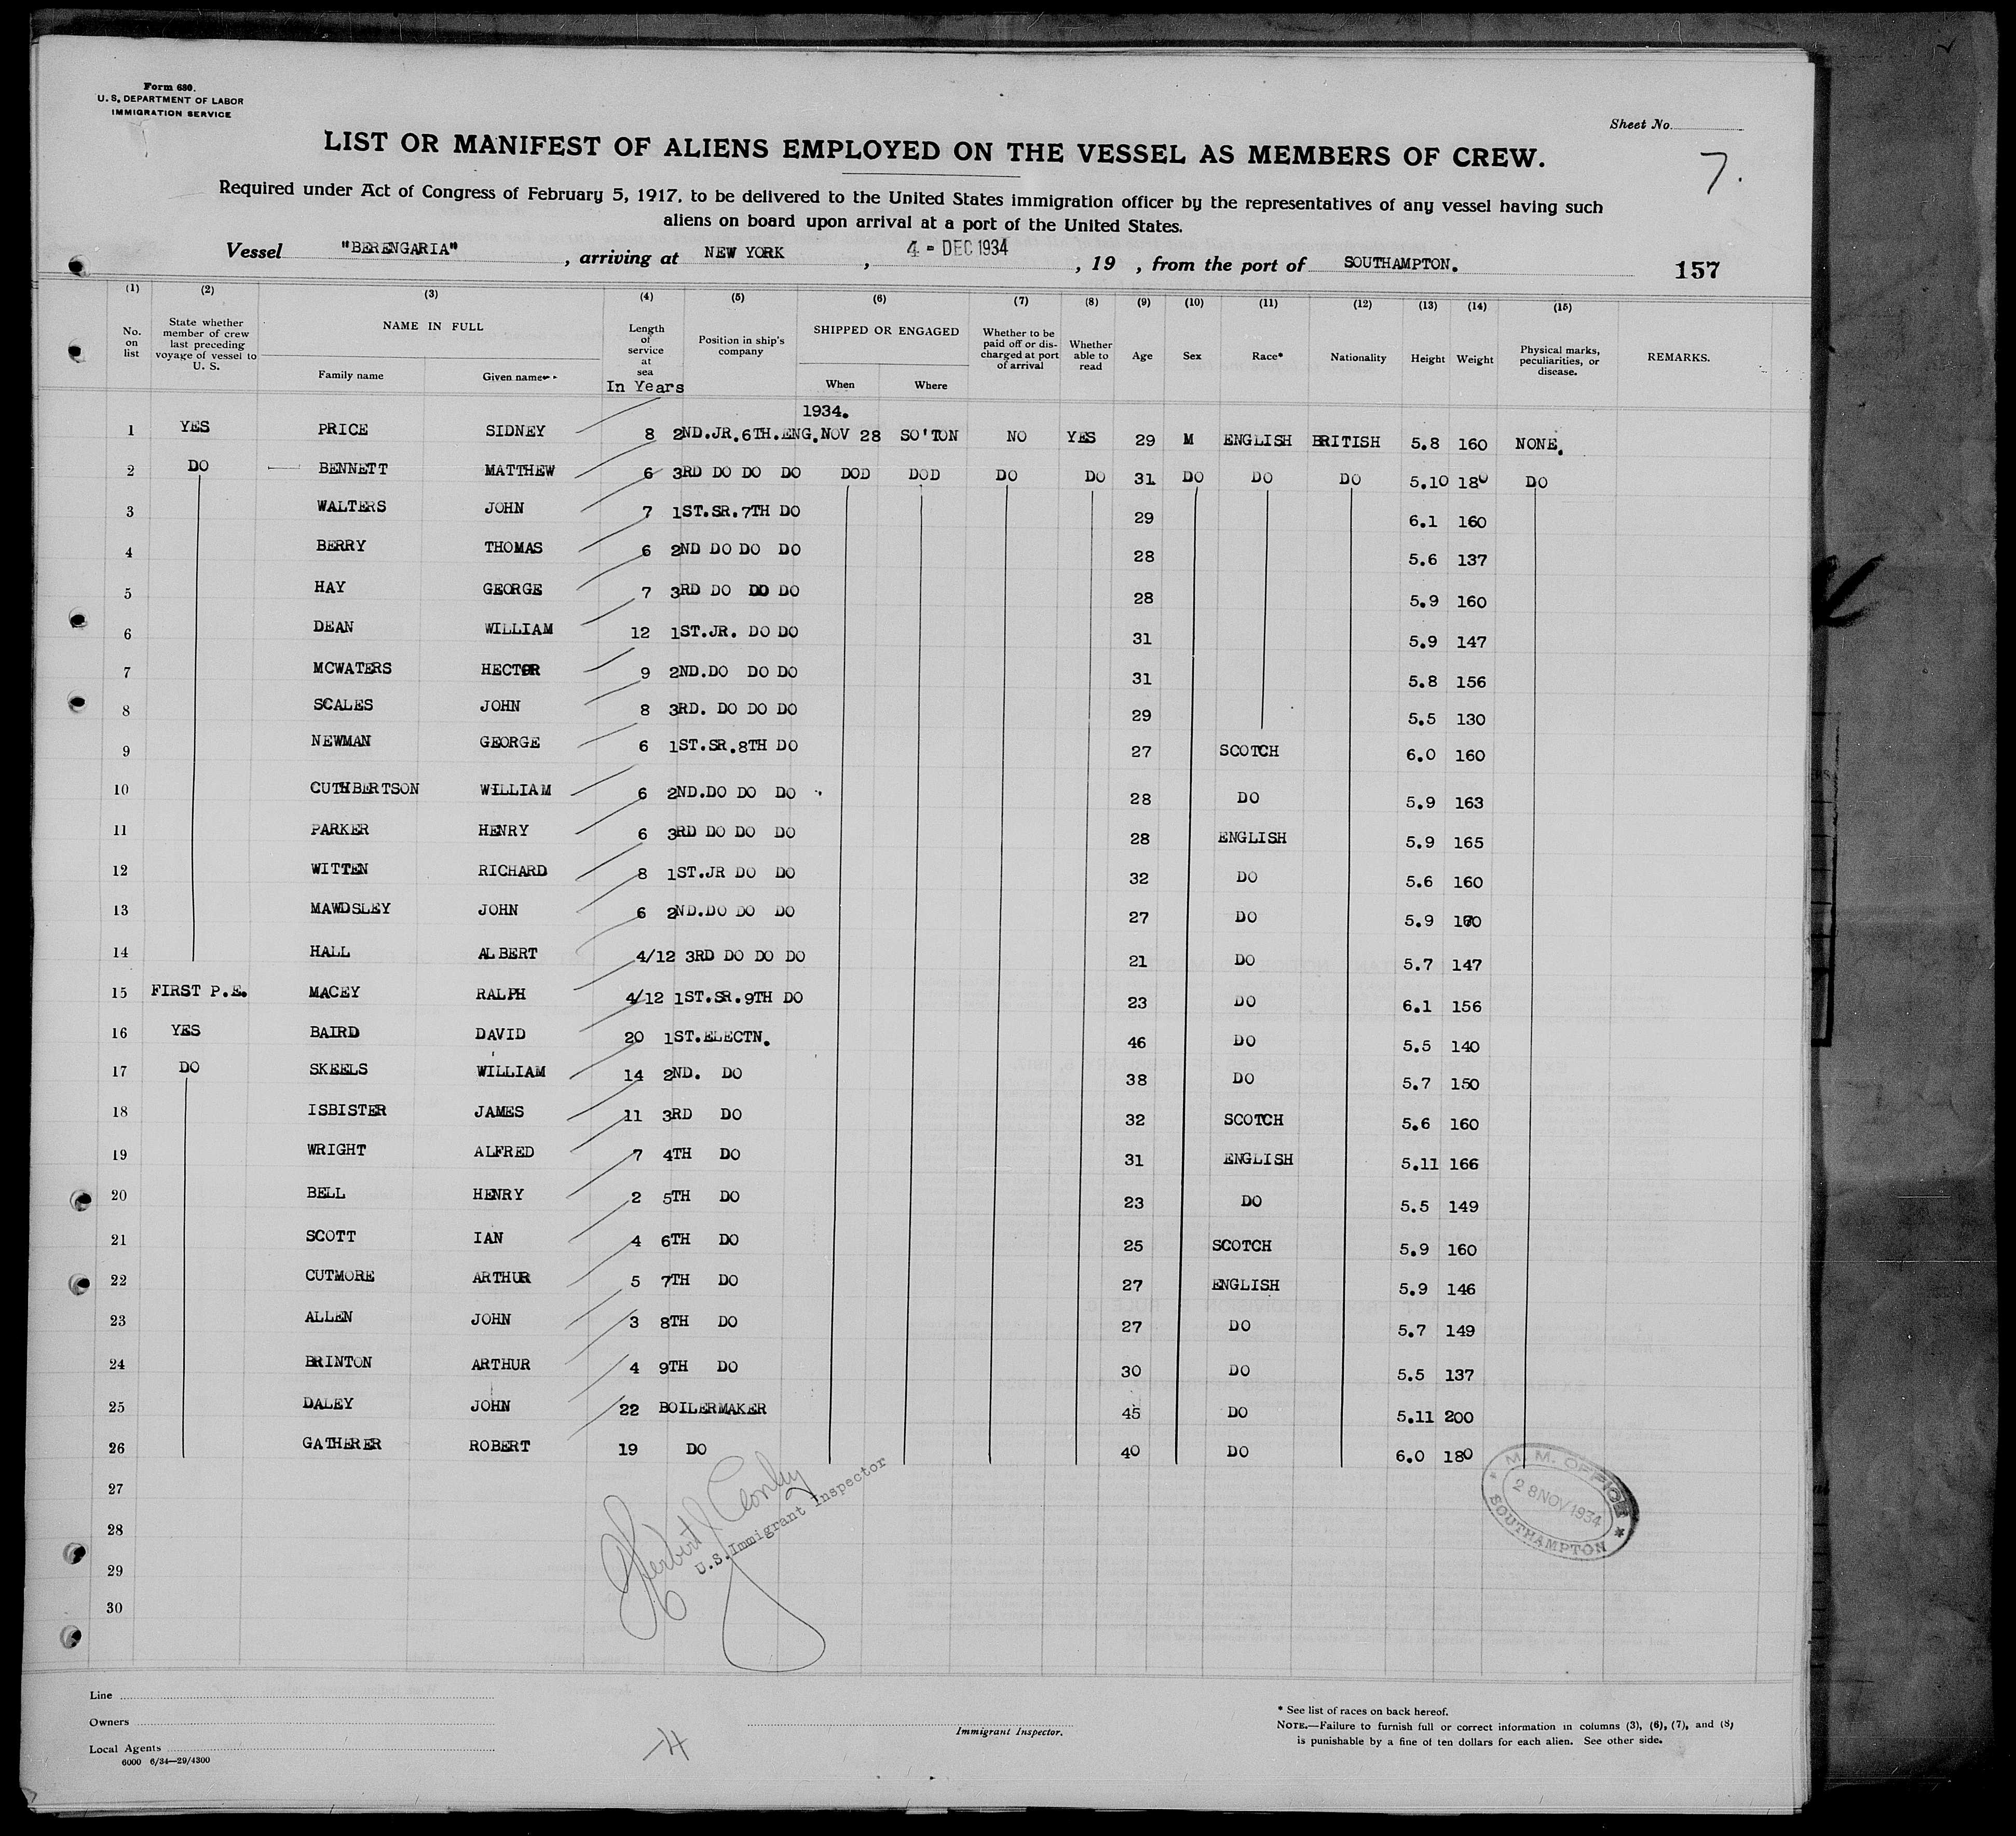 Form 680.
U. S. DEPARTMENT OF LABOR
IMMIGRATION SERVICE
Sheet No.
7.
LIST OR MANIFEST OF ALIENS EMPLOYED ON THE VESSEL AS MEMBERS OF CREW.
Required under Act of Congress of February 5, 1917, to be delivered to the United States immigration officer by the representatives of any vessel having such
aliens on board upon arrival at a port of the United States.
Vessel "BERENGARIA", arriving at NEW YORK, 4 - DEC 1934, 19 , from the port of SOUTHAMPTON. 157
(1) (2) (3) (4) (5) (6) (7) (8) (9) (10) (11) (12) (13) (14) (15)
No. on list State whether member of crew last preceding voyage of vessel to U. S. NAME IN FULL Family name Given name Length of service at sea In Years Position in ship's company SHIPPED OR ENGAGED When Where Whether to be paid off or discharged at port of arrival Whether able to read Age Sex Race* Nationality Height Weight Physical marks, peculiarities, or disease. REMARKS.
1934.
1 YES PRICE SIDNEY 8 2ND.JR.6TH.ENG. NOV 28 SO'TON NO YES 29 M ENGLISH BRITISH 5.8 160 NONE.
2 DO BENNETT MATTHEW 6 3RD DO DO DO DOD DOD DO DO 31 DO DO DO 5.10 180 DO
3 WALTERS JOHN 7 1ST.SR.7TH DO 29 6.1 160
4 BERRY THOMAS 6 2ND DO DO DO 28 5.6 137
5 HAY GEORGE 7 3RD DO DO DO 28 5.9 160
6 DEAN WILLIAM 12 1ST.JR. DO DO 31 5.9 147
7 MCWATERS HECTOR 9 2ND.DO DO DO 31 5.8 156
8 SCALES JOHN 8 3RD. DO DO DO 29 5.5 130
9 NEWMAN GEORGE 6 1ST.SR.8TH DO 27 SCOTCH 6.0 160
10 CUTHBERTSON WILLIAM 6 2ND.DO DO DO 28 DO 5.9 163
11 PARKER HENRY 6 3RD DO DO DO 28 ENGLISH 5.9 165
12 WITTEN RICHARD 8 1ST.JR DO DO 32 DO 5.6 160
13 MAWDSLEY JOHN 6 2ND.DO DO DO 27 DO 5.9
14 HALL ALBERT 4/12 3RD DO DO DO 21 DO 5.7 147
15 FIRST P.E. MACEY RALPH 4/12 1ST.SR.9TH DO 23 DO 6.1 156
16 YES BAIRD DAVID 20 1ST.ELECTN. 46 DO 5.5 140
17 DO SKEELS WILLIAM 14 2ND. DO 38 DO 5.7 150
18 ISBISTER JAMES 11 3RD DO 32 SCOTCH 5.6 160
19 WRIGHT ALFRED 7 4TH DO 31 ENGLISH 5.11 166
20 BELL HENRY 2 5TH DO 23 DO 5.5 149
21 SCOTT IAN 4 6TH DO 25 SCOTCH 5.9 160
22 CUTMORE ARTHUR 5 7TH DO 27 ENGLISH 5.9 146
23 ALLEN JOHN 3 8TH DO 27 DO 5.7 149
24 BRINTON ARTHUR 4 9TH DO 30 DO 5.5 137
25 DALEY JOHN 22 BOILERMAKER 45 DO 5.11 200
26 GATHERER ROBERT 19 DO 40 DO 6.0 180
27
28
29
30
Herbert
U.S. Immigrant Inspector
M. M. OFFICE
28 NOV 1934
SOUTHAMPTON
Line
Owners
Local Agents
6000 6/34—29/4300
Immigrant Inspector.
* See list of races on back hereof.
NOTE.—Failure to furnish full or correct information in columns (3), (6), (7), and (8)
is punishable by a fine of ten dollars for each alien. See other side.